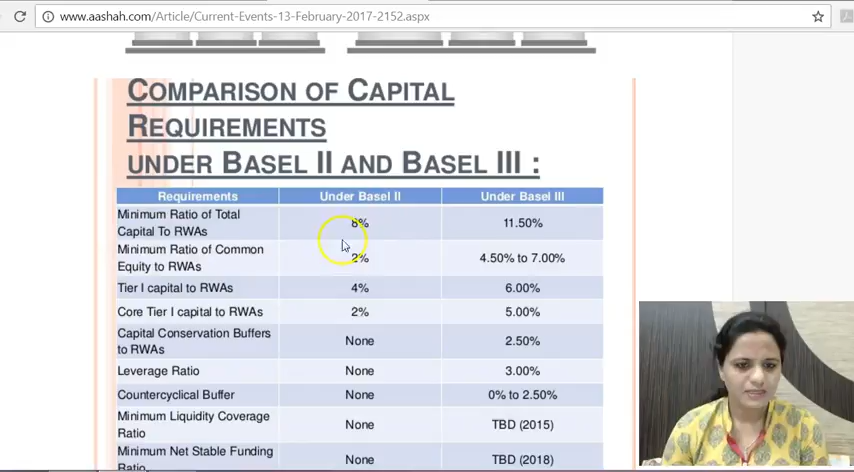 www.aashah.com/Article/Current-Events-13-February-2017-2152.aspx
COMPARISON OF CAPITAL
REQUIREMENTS
UNDER BASEL II AND BASEL III :
Requirements Under Basel II Under Basel III
Minimum Ratio of Total
Capital To RWAs 8% 11.50%
Minimum Ratio of Common
Equity to RWAs 2% 4.50% to 7.00%
Tier I capital to RWAs 4% 6.00%
Core Tier I capital to RWAs 2% 5.00%
Capital Conservation Buffers
to RWAs None 2.50%
Leverage Ratio None 3.00%
Countercyclical Buffer None 0% to 2.50%
Minimum Liquidity Coverage
Ratio None TBD (2015)
Minimum Net Stable Funding
Ratio None TBD (2018)